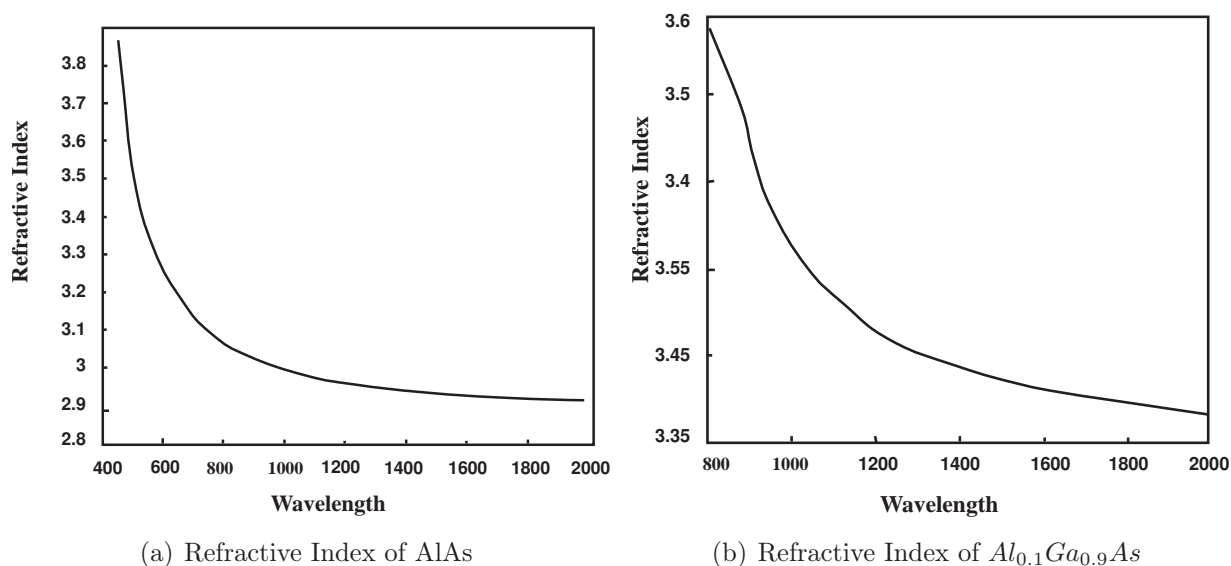 3.8
3.7
3.6
3.5
3.4
3.3
3.2
3.1
3
2.9
2.8
Refractive Index
400 600 800 1000 1200 1400 1600 1800 2000
Wavelength
(a) Refractive Index of AlAs
3.6
3.5
3.4
3.55
3.45
3.35
Refractive Index
800 1000 1200 1400 1600 1800 2000
Wavelength
(b) Refractive Index of Al0.1Ga0.9As